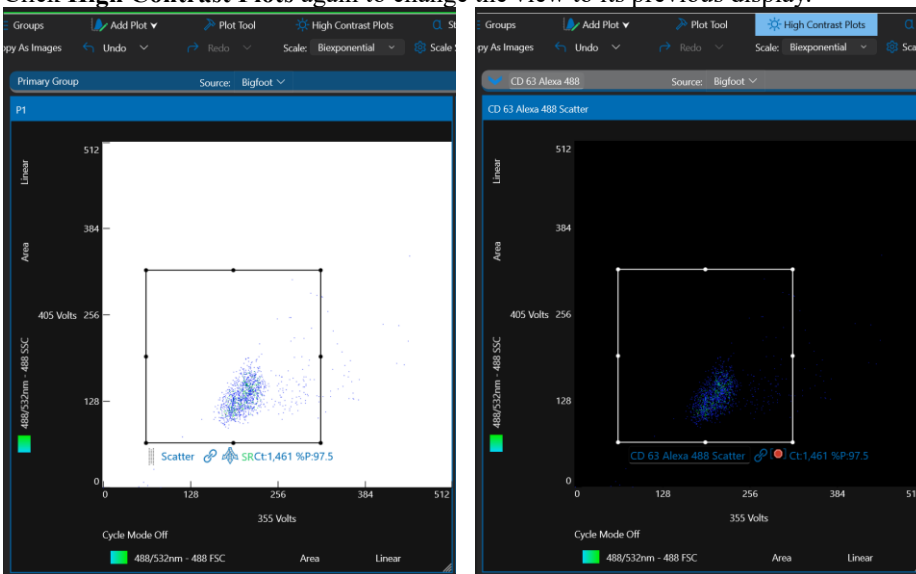 Click High Contrast Plots again to change the view to its previous display.
Groups Add Plot Plot Tool High Contrast Plots
py As Images Undo Redo Scale: Biexponential Scale
Primary Group Source: Bigfoot
P1
512
384
256
128
0
Linear
Area
405 Volts
488/532nm - 488 SSC
Scatter SRCt:1,461 %P:97.5
0 128 256 384 512
355 Volts
Cycle Mode Off
488/532nm - 488 FSC Area Linear
Groups Add Plot Plot Tool High Contrast Plots
py As Images Undo Redo Scale: Biexponential
CD 63 Alexa 488 Source: Bigfoot
CD 63 Alexa 488 Scatter
512
384
256
128
0
Linear
Area
405 Volts
488/532nm - 488 SSC
CD 63 Alexa 488 Scatter Ct:1,461 %P:97.5
0 128 256 384
355 Volts
Cycle Mode Off
488/532nm - 488 FSC Area Linear